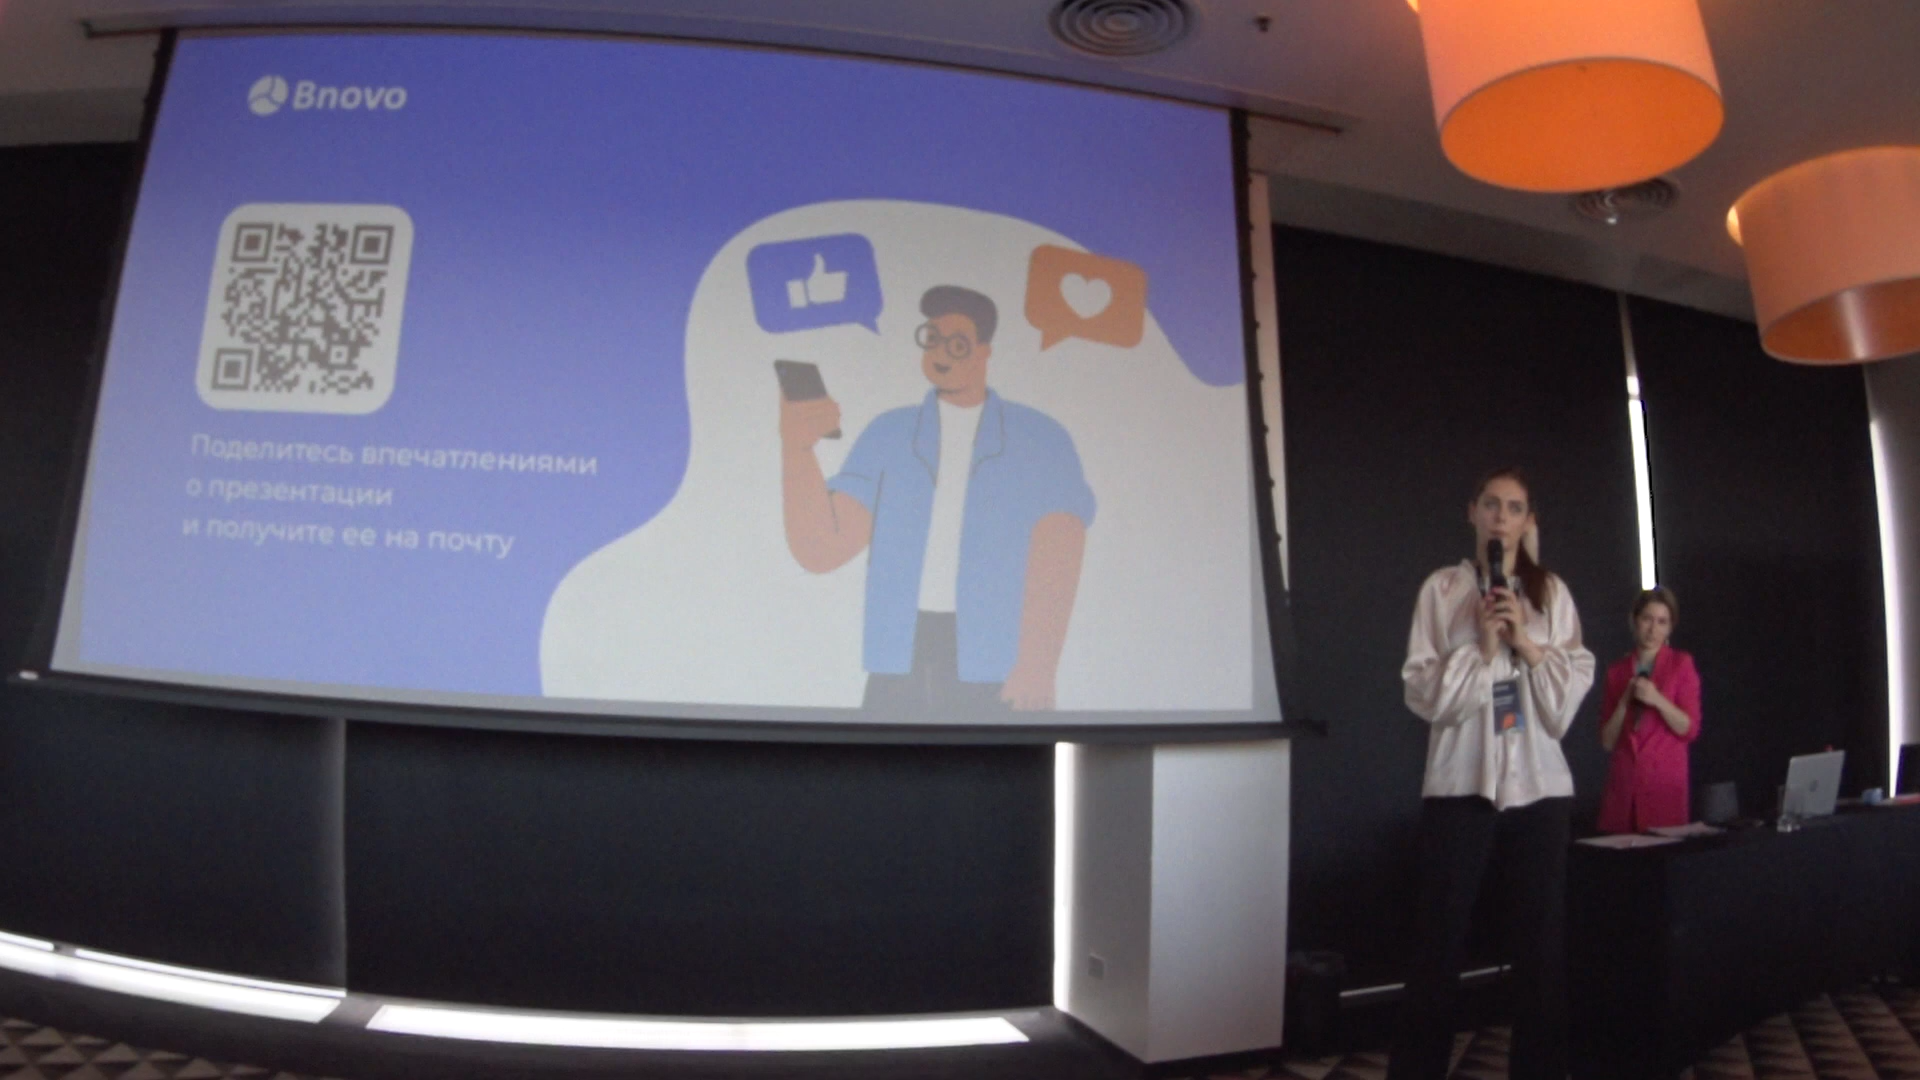 Bnovo
Поделитесь впечатлениями
о презентации
и получите ее на почту